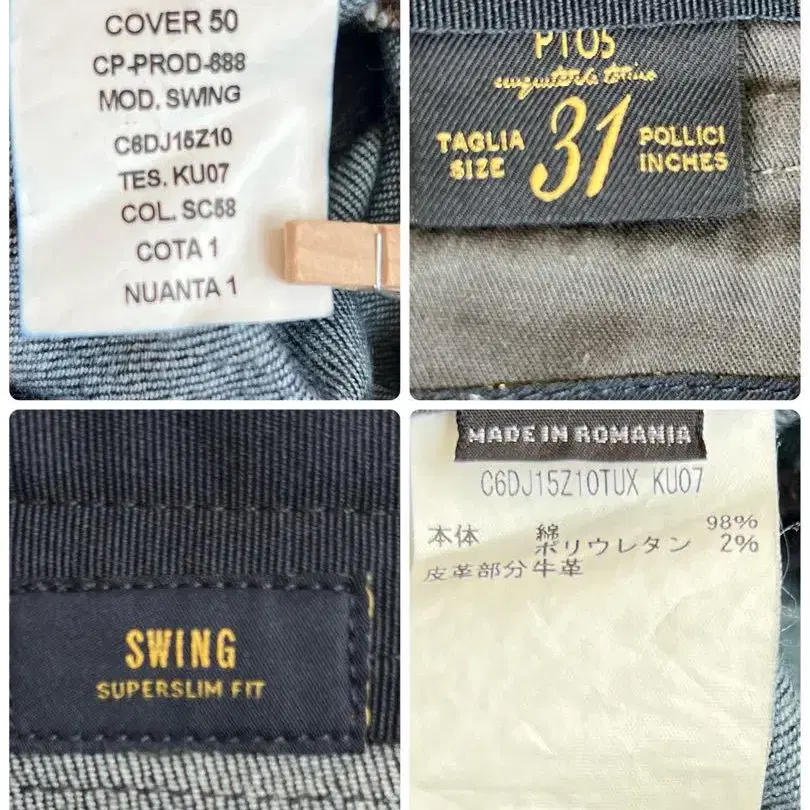 COVER 50
CP-PROD-688
MOD. SWING
C6DJ15Z10
TES. KU07
COL. SC58
COTA 1
NUANTA 1
PT05
TAGLIA
SIZE
31
POLLICI
INCHES
SWING
SUPERSLIM FIT
MADE IN ROMANIA
C6DJ15Z10TUX KU07
本体 綿 98%
ポリウレタン 2%
皮革部分牛革